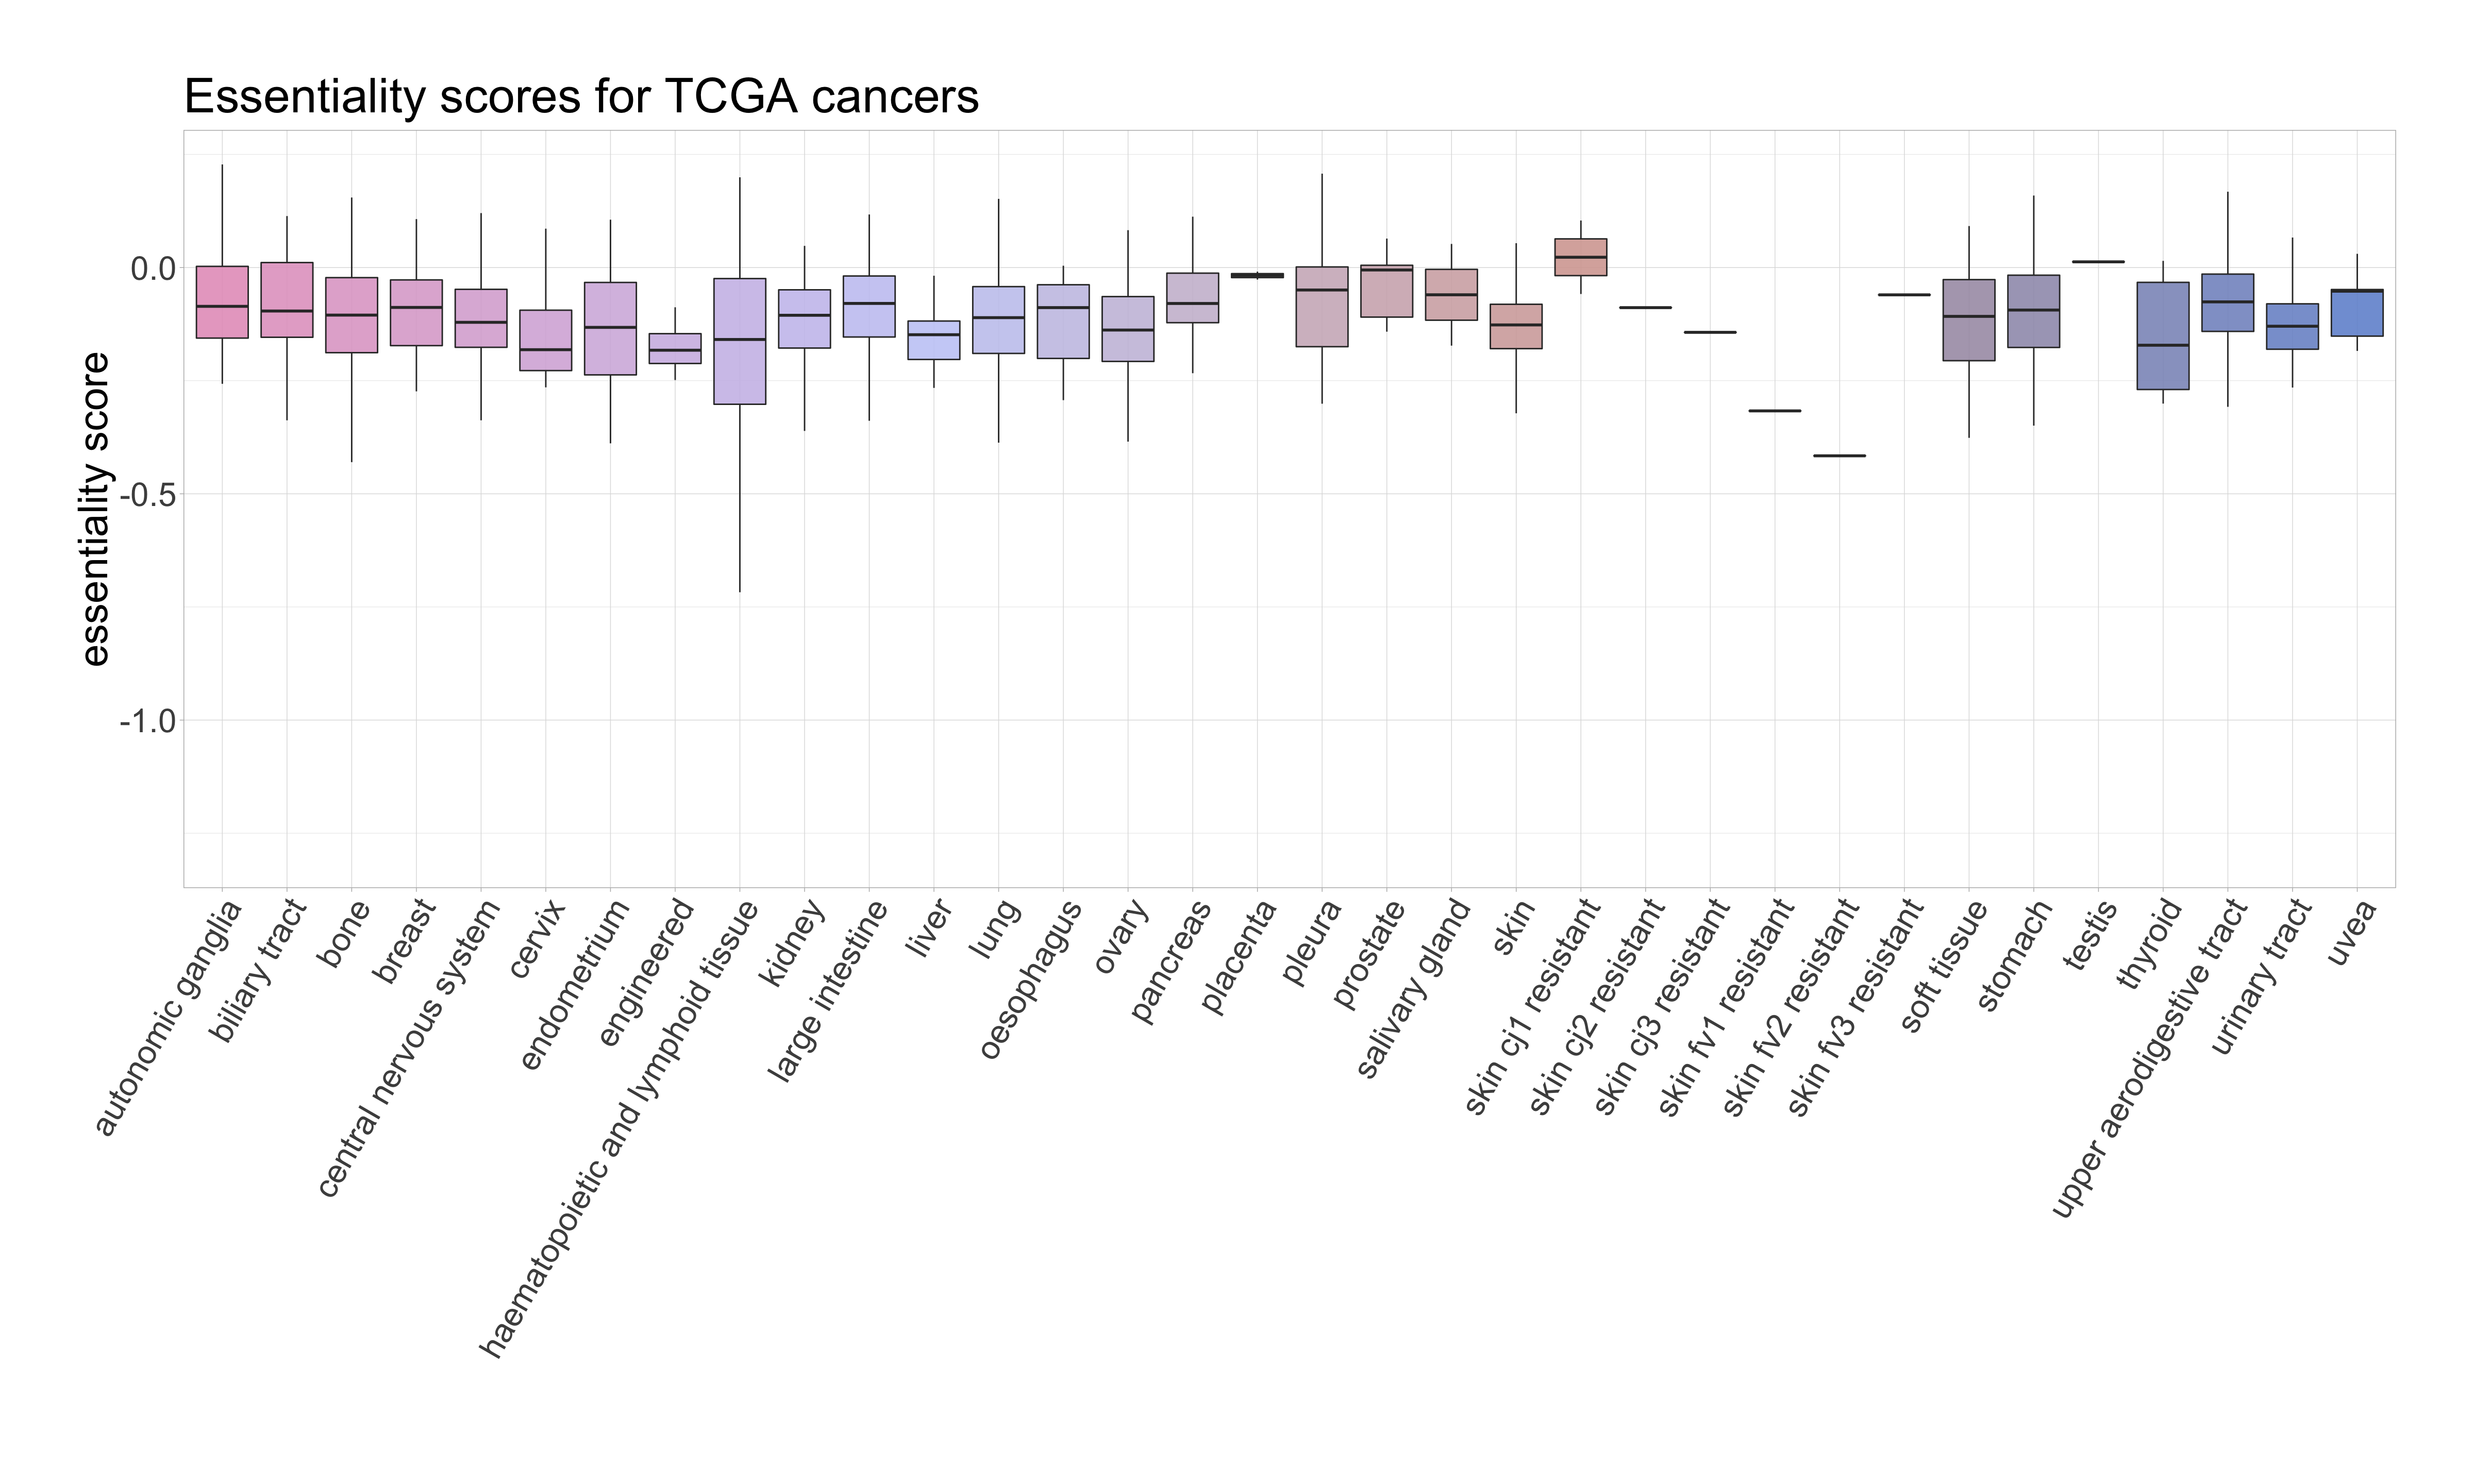 Essentiality scores for TCGA cancers
essentiality score
0.0
-0.5
-1.0
autonomic ganglia
biliary tract
bone
breast
central nervous system
cervix
endometrium
engineered
haematopoietic and lymphoid tissue
kidney
large intestine
liver
lung
oesophagus
ovary
pancreas
placenta
pleura
prostate
salivary gland
skin
skin cj1 resistant
skin cj2 resistant
skin cj3 resistant
skin fv1 resistant
skin fv2 resistant
skin fv3 resistant
soft tissue
stomach
testis
thyroid
upper aerodigestive tract
urinary tract
uvea